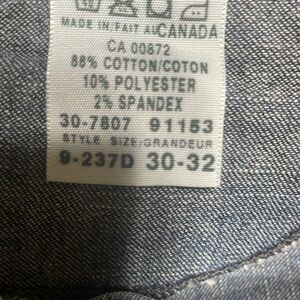 MADE IN/FAIT AU CANADA
CA 00872
88% COTTON/COTON
10% POLYESTER
2% SPANDEX
30-7807 91153
STYLE SIZE/GRANDEUR
9-237D 30-32